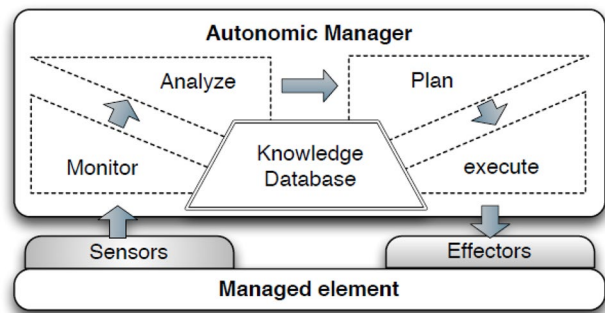 Autonomic Manager
Analyze
Plan
Monitor
Knowledge
Database
execute
Sensors
Effectors
Managed element